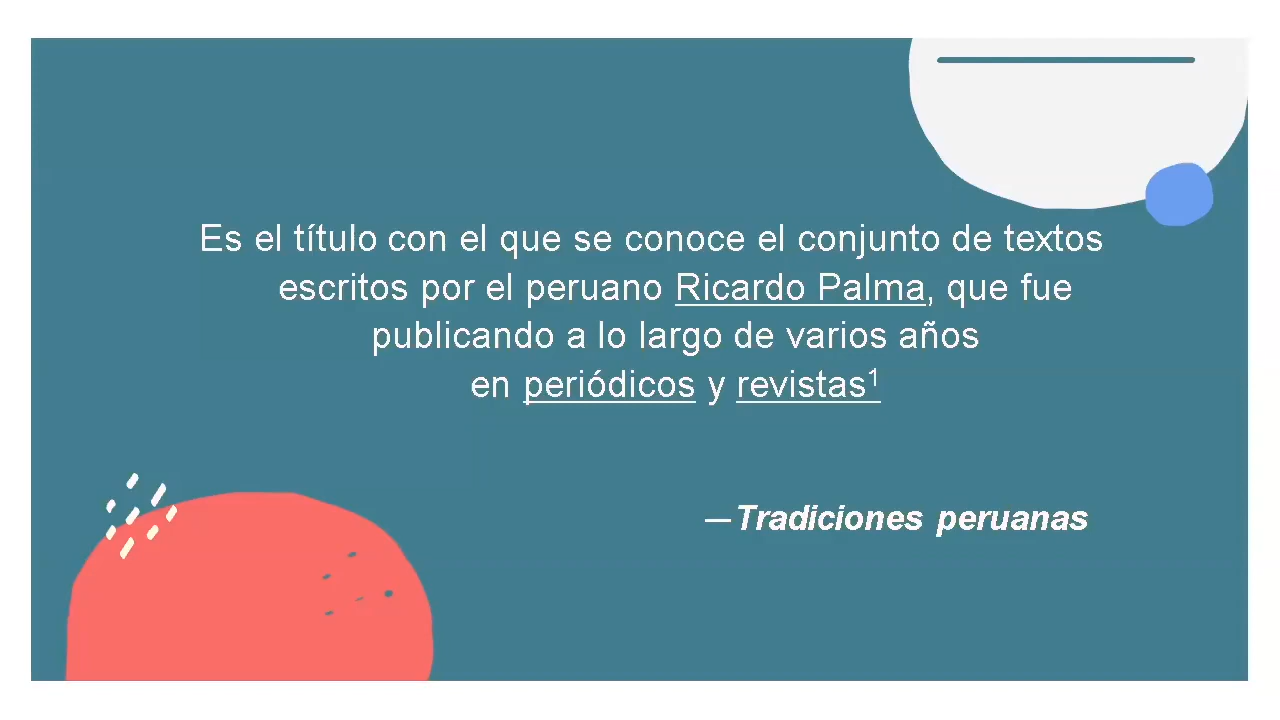 Es el título con el que se conoce el conjunto de textos
escritos por el peruano Ricardo Palma, que fue
publicando a lo largo de varios años
en periódicos y revistas¹
—Tradiciones peruanas